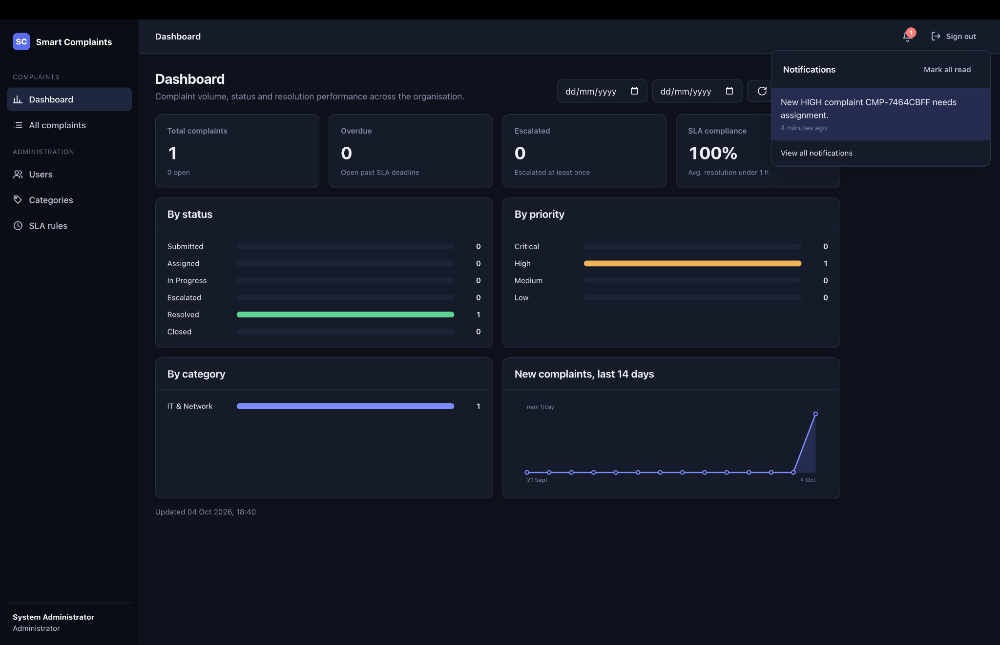 SC Smart Complaints
COMPLAINTS
Dashboard
All complaints
ADMINISTRATION
Users
Categories
SLA rules
System Administrator
Administrator
Dashboard
1
Sign out
Notifications
Mark all read
New HIGH complaint CMP-7464CBFF needs
assignment.
4 minutes ago
View all notifications
Dashboard
Complaint volume, status and resolution performance across the organisation.
dd/mm/yyyy
dd/mm/yyyy
Total complaints
1
0 open
Overdue
0
Open past SLA deadline
Escalated
0
Escalated at least once
SLA compliance
100%
Avg. resolution under 1 h
By status
Submitted 0
Assigned 0
In Progress 0
Escalated 0
Resolved 1
Closed 0
By priority
Critical 0
High 1
Medium 0
Low 0
By category
IT & Network 1
New complaints, last 14 days
max 1/day
21 Sept
4 Oct
Updated 04 Oct 2026, 18:40